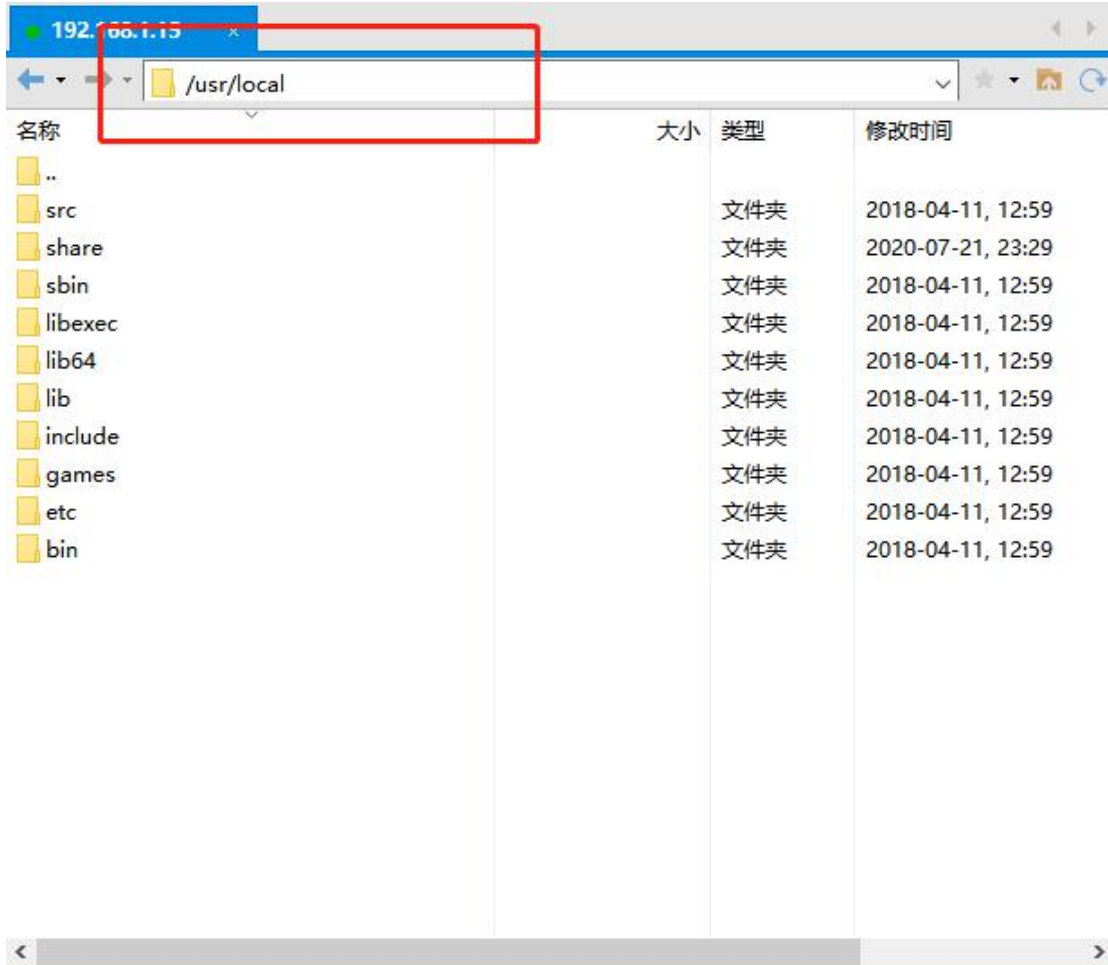 192.168.1.15 ×
/usr/local
名称 大小 类型 修改时间
..
src 文件夹 2018-04-11, 12:59
share 文件夹 2020-07-21, 23:29
sbin 文件夹 2018-04-11, 12:59
libexec 文件夹 2018-04-11, 12:59
lib64 文件夹 2018-04-11, 12:59
lib 文件夹 2018-04-11, 12:59
include 文件夹 2018-04-11, 12:59
games 文件夹 2018-04-11, 12:59
etc 文件夹 2018-04-11, 12:59
bin 文件夹 2018-04-11, 12:59